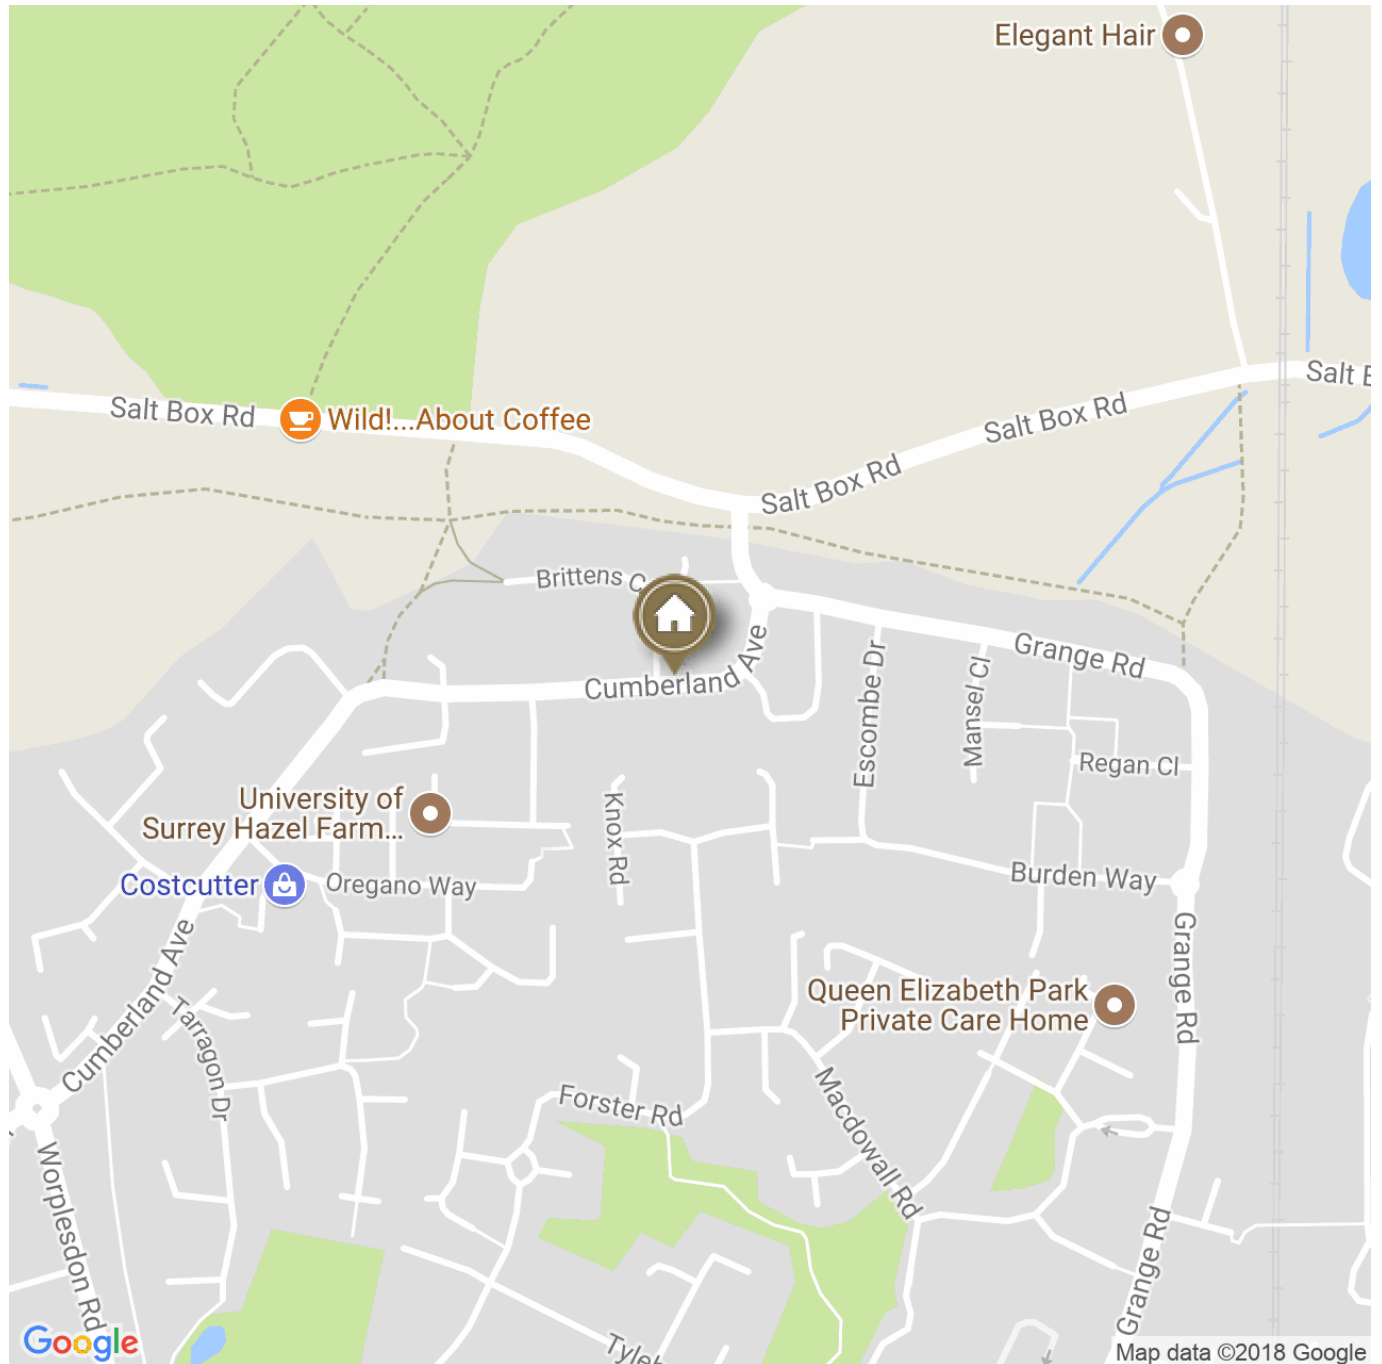 Elegant Hair
Salt Box Rd
Wild!...About Coffee
Salt Box Rd
Salt Box Rd
Salt B
Brittens C
Cumberland Ave
Grange Rd
Escombe Dr
Mansel Cl
Regan Cl
University of
Surrey Hazel Farm...
Knox Rd
Costcutter
Oregano Way
Burden Way
Cumberland Ave
Grange Rd
Queen Elizabeth Park
Private Care Home
Tarragon Dr
Forster Rd
Macdowall Rd
Worplesdon Rd
Grange Rd
Tyleh
Google
Map data ©2018 Google